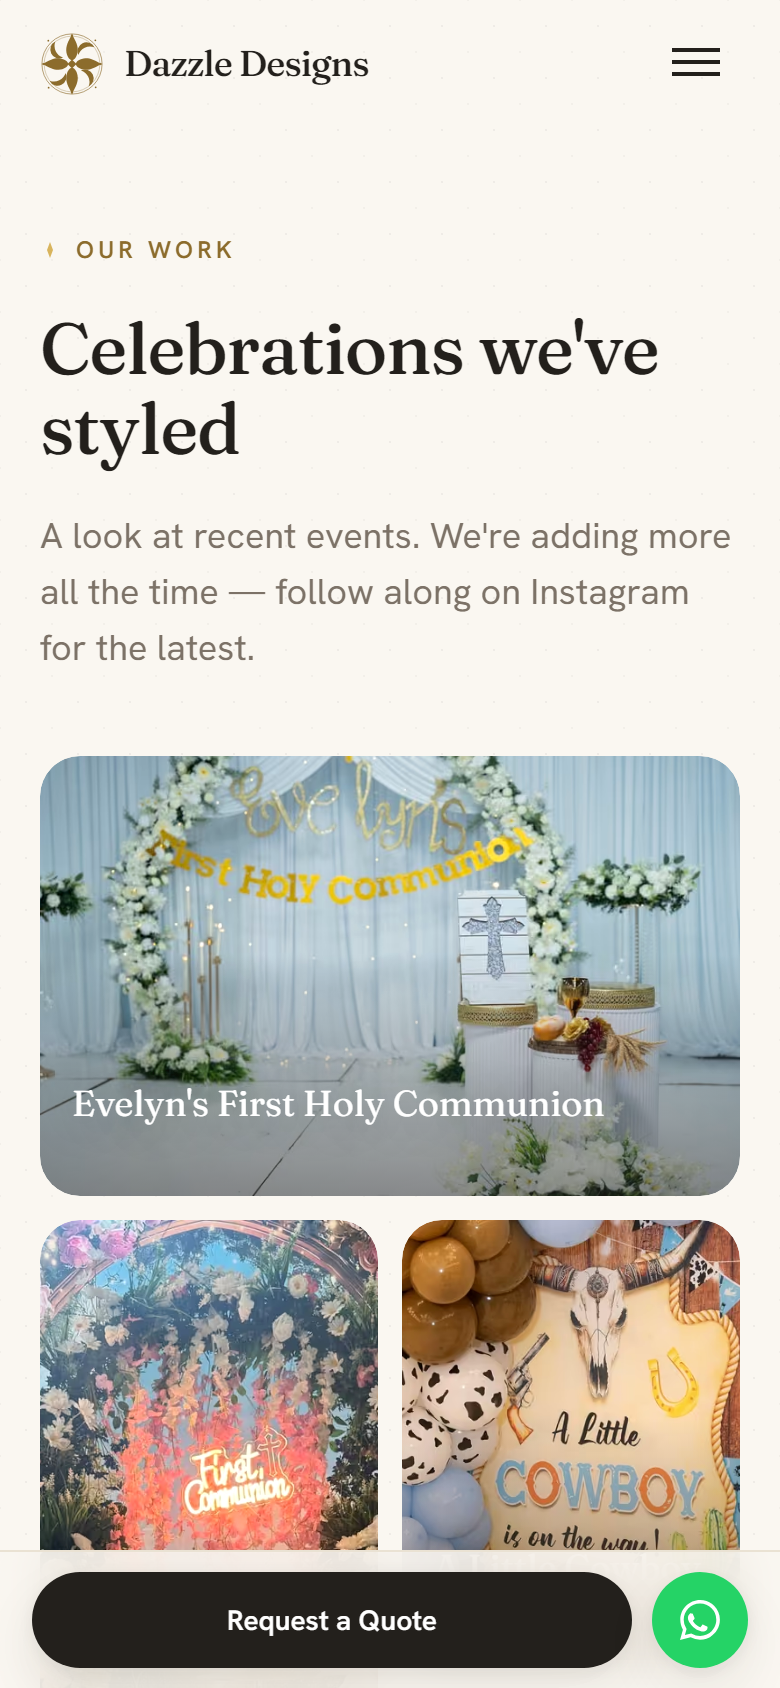 Dazzle Designs
OUR WORK
Celebrations we've
styled
A look at recent events. We're adding more
all the time — follow along on Instagram
for the latest.
Eve lyn's
First Holy Communion
Evelyn's First Holy Communion
First
Communion
A Little
COWBOY
is on the way!
Request a Quote